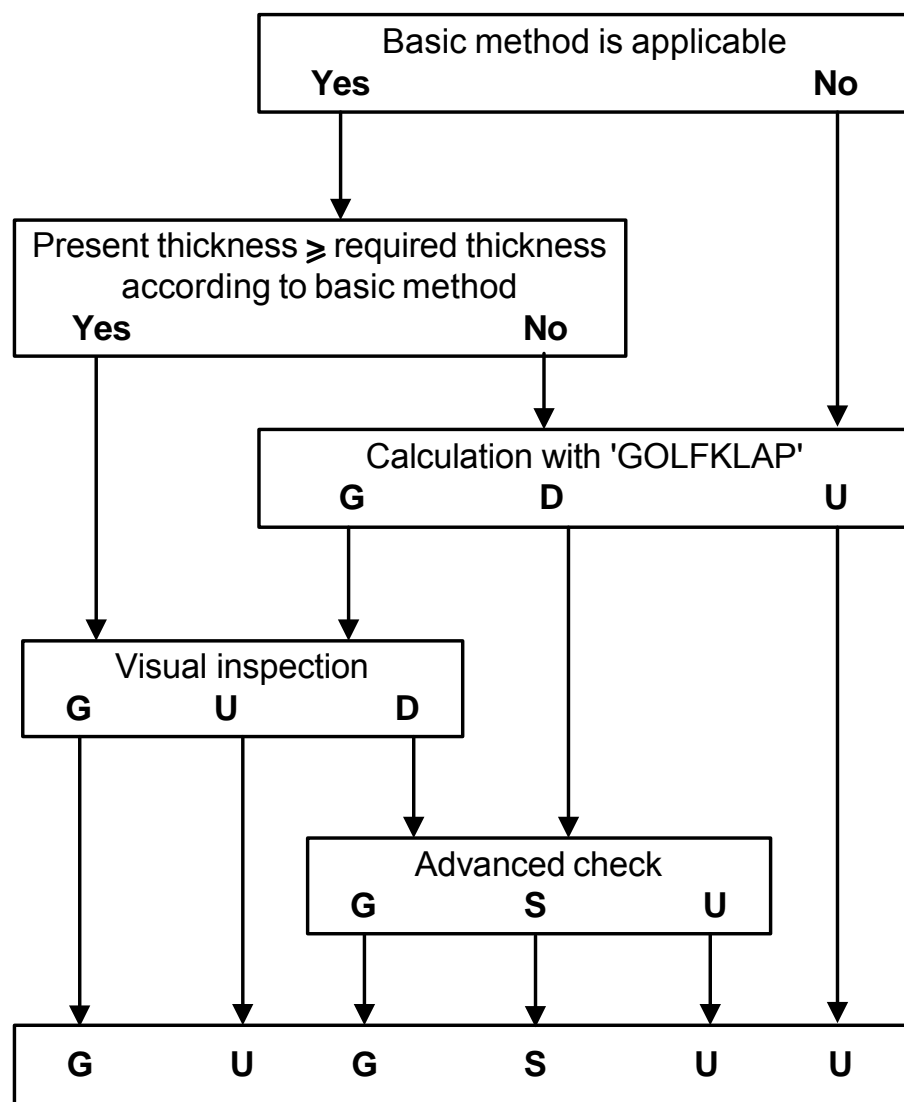 Basic method is applicable
Yes No
Present thickness ⩾ required thickness
according to basic method
Yes No
Calculation with 'GOLFKLAP'
G D U
Visual inspection
G U D
Advanced check
G S U
G U G S U U